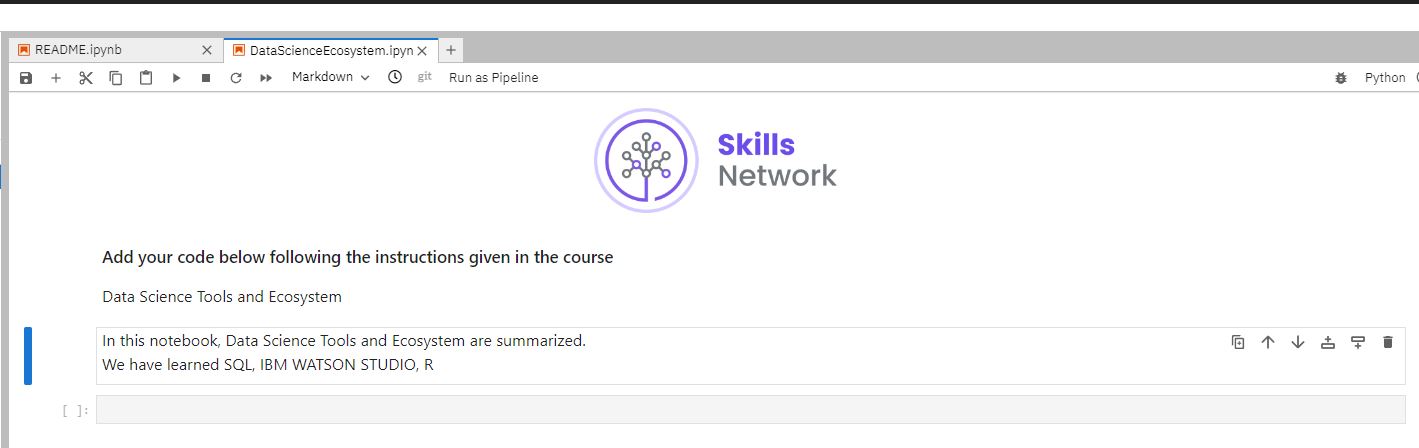 README.ipynb
DataScienceEcosystem.ipyn
Markdown
git
Run as Pipeline
Python
Skills
Network
Add your code below following the instructions given in the course
Data Science Tools and Ecosystem
In this notebook, Data Science Tools and Ecosystem are summarized.
We have learned SQL, IBM WATSON STUDIO, R
[ ]: